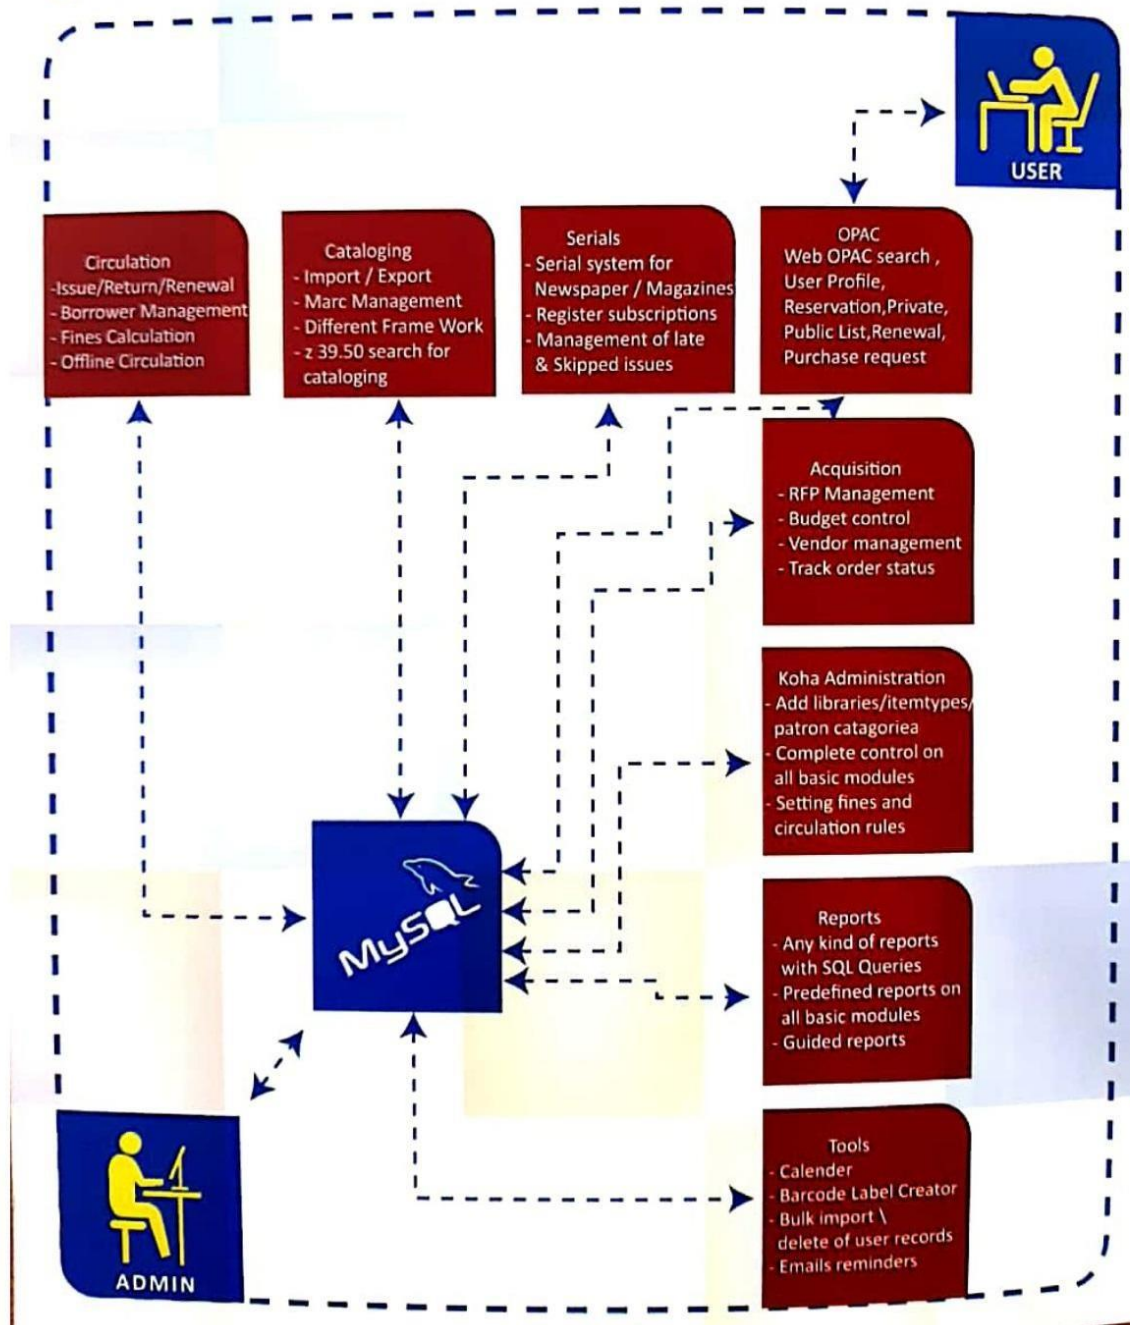 USER
Circulation
-Issue/Return/Renewal
- Borrower Management
- Fines Calculation
- Offline Circulation
Cataloging
- Import / Export
- Marc Management
- Different Frame Work
- z 39.50 search for
cataloging
Serials
- Serial system for
Newspaper / Magazines
- Register subscriptions
- Management of late
& Skipped issues
OPAC
Web OPAC search ,
User Profile,
Reservation,Private,
Public List,Renewal,
Purchase request
Acquisition
- RFP Management
- Budget control
- Vendor management
- Track order status
Koha Administration
- Add libraries/itemtypes/
patron catagoriea
- Complete control on
all basic modules
- Setting fines and
circulation rules
MySQL
Reports
- Any kind of reports
with SQL Queries
- Predefined reports on
all basic modules
- Guided reports
Tools
- Calender
- Barcode Label Creator
- Bulk import \
delete of user records
- Emails reminders
ADMIN